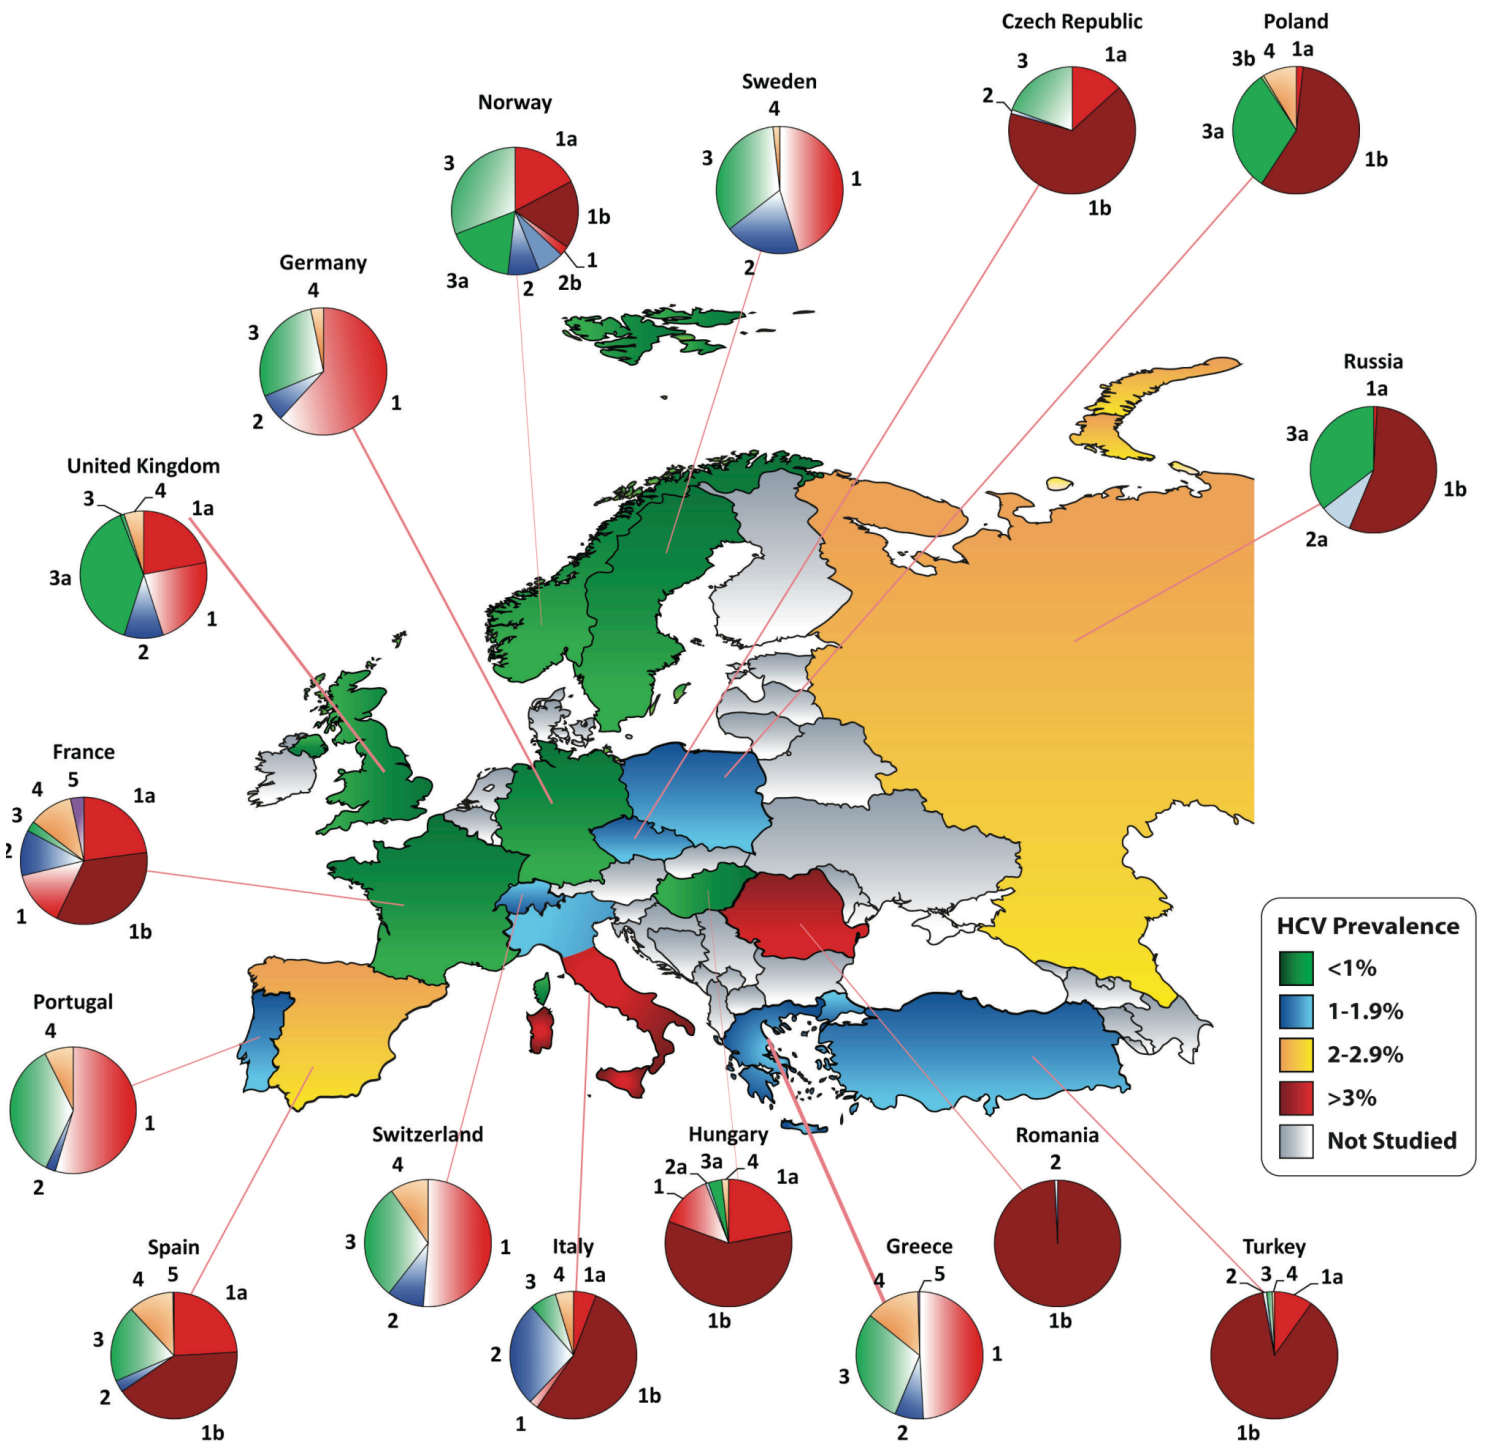 Czech Republic
3
1a
2
1b
Poland
3b
4
1a
3a
1b
Sweden
4
3
1
2
Norway
3
1a
1b
1
2b
2
3a
Germany
4
3
1
2
Russia
1a
3a
1b
2a
United Kingdom
3
4
1a
3a
1
2
France
5
4
1a
3
2
1
1b
HCV Prevalence
<1%
1-1.9%
2-2.9%
>3%
Not Studied
Portugal
4
1
2
Switzerland
4
3
1
2
Hungary
3a
4
2a
1a
1
1b
Romania
2
1b
Spain
5
4
1a
3
2
1b
Italy
4
1a
3
2
1b
1
Greece
4
5
1
3
2
Turkey
2
3
4
1a
1b